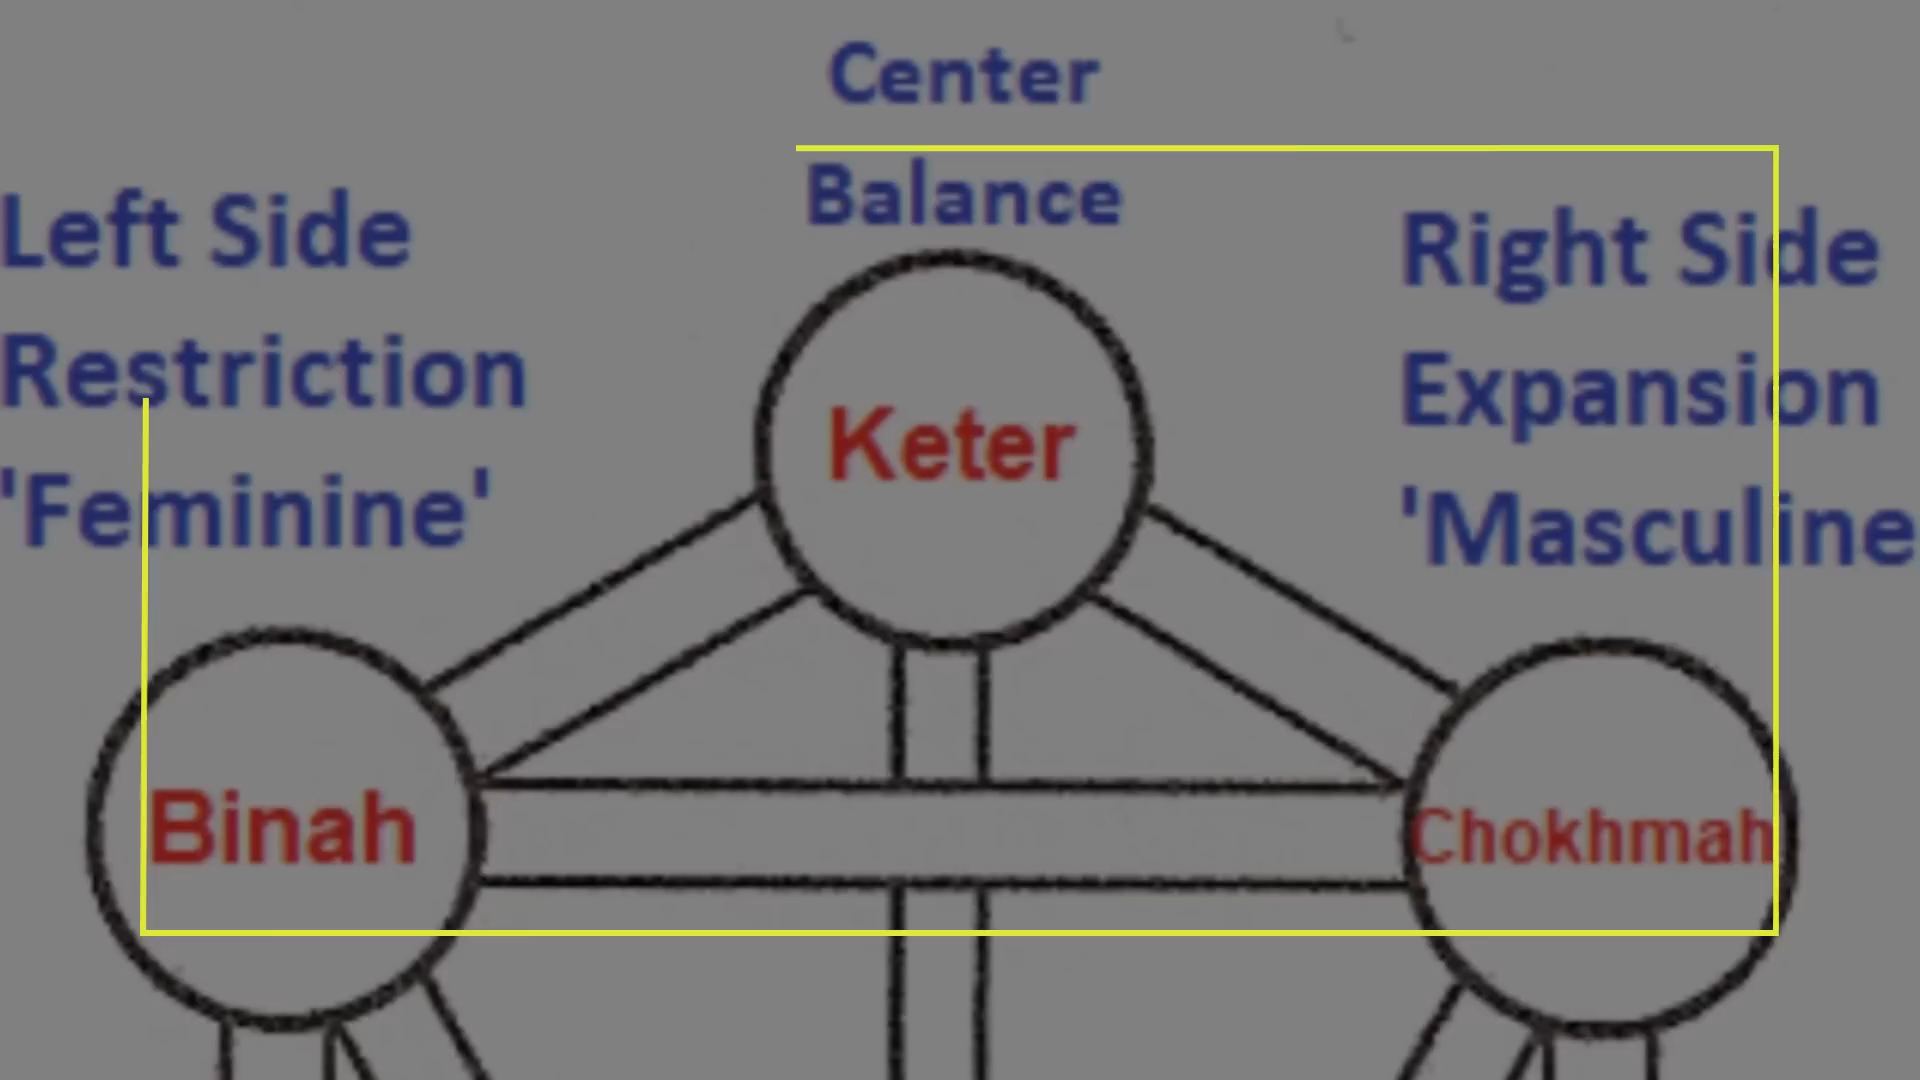 Center
Balance
Left Side
Restriction
'Feminine'
Right Side
Expansion
'Masculine
Keter
Binah
Chokhmah